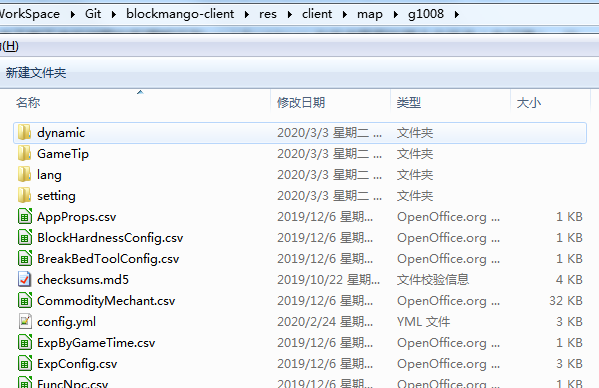 WorkSpace ▸ Git ▸ blockmango-client ▸ res ▸ client ▸ map ▸ g1008 ▸
(H)
新建文件夹
名称 修改日期 类型 大小
dynamic 2020/3/3 星期二 ... 文件夹
GameTip 2020/3/3 星期二 ... 文件夹
lang 2020/3/3 星期二 ... 文件夹
setting 2020/3/3 星期二 ... 文件夹
AppProps.csv 2019/12/6 星期... OpenOffice.org ... 1 KB
BlockHardnessConfig.csv 2019/12/6 星期... OpenOffice.org ... 1 KB
BreakBedToolConfig.csv 2019/12/6 星期... OpenOffice.org ... 1 KB
checksums.md5 2019/10/22 星期... 文件校验信息 4 KB
CommodityMechant.csv 2019/12/6 星期... OpenOffice.org ... 32 KB
config.yml 2020/2/24 星期... YML 文件 3 KB
ExpByGameTime.csv 2019/12/6 星期... OpenOffice.org ... 1 KB
ExpConfig.csv 2019/12/6 星期... OpenOffice.org ... 3 KB
FuncNpc.csv 2019/12/6 星期... OpenOffice.org ... 1 KB